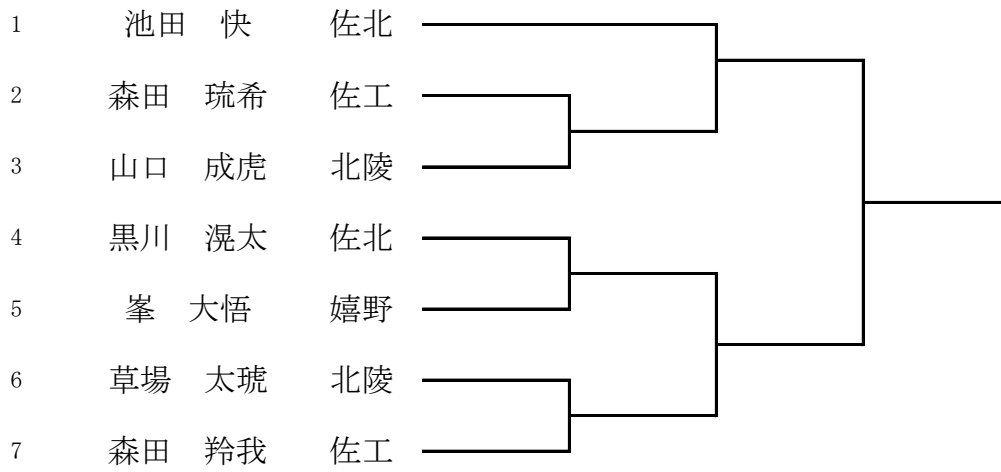 1 池田 快 佐北
2 森田 琉希 佐工
3 山口 成虎 北陵
4 黒川 滉太 佐北
5 峯 大悟 嬉野
6 草場 太琥 北陵
7 森田 羚我 佐工